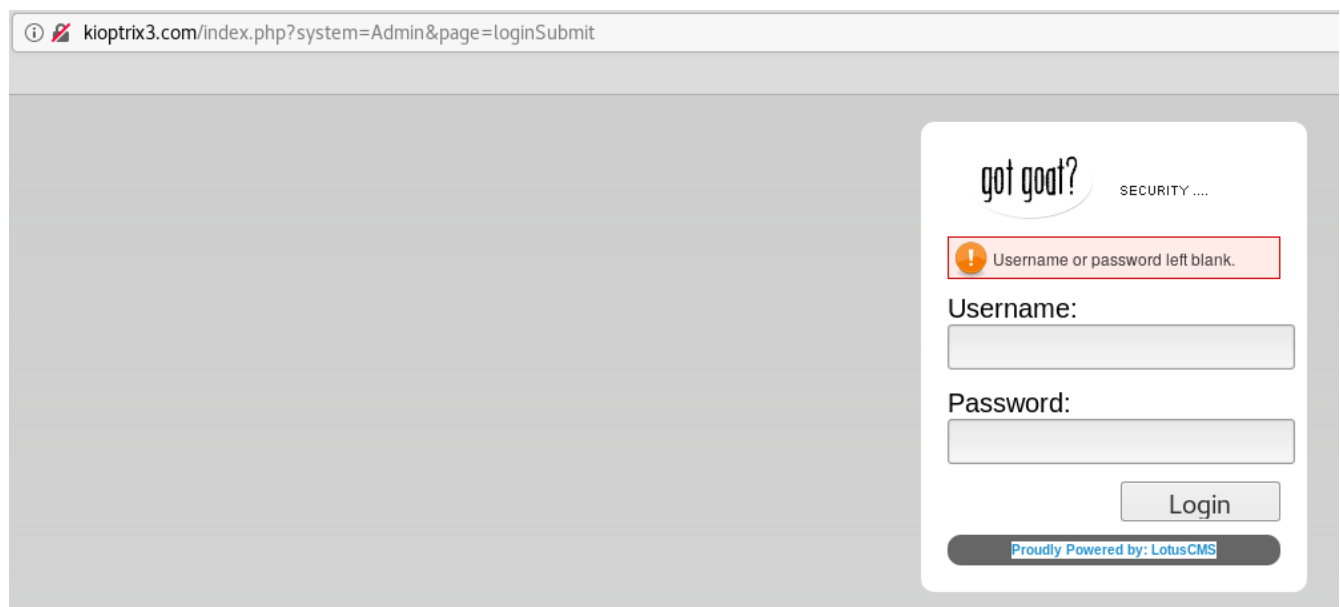 kioptrix3.com/index.php?system=Admin&page=loginSubmit
got goat? SECURITY ....
Username or password left blank.
Username:
Password:
Login
Proudly Powered by: LotusCMS